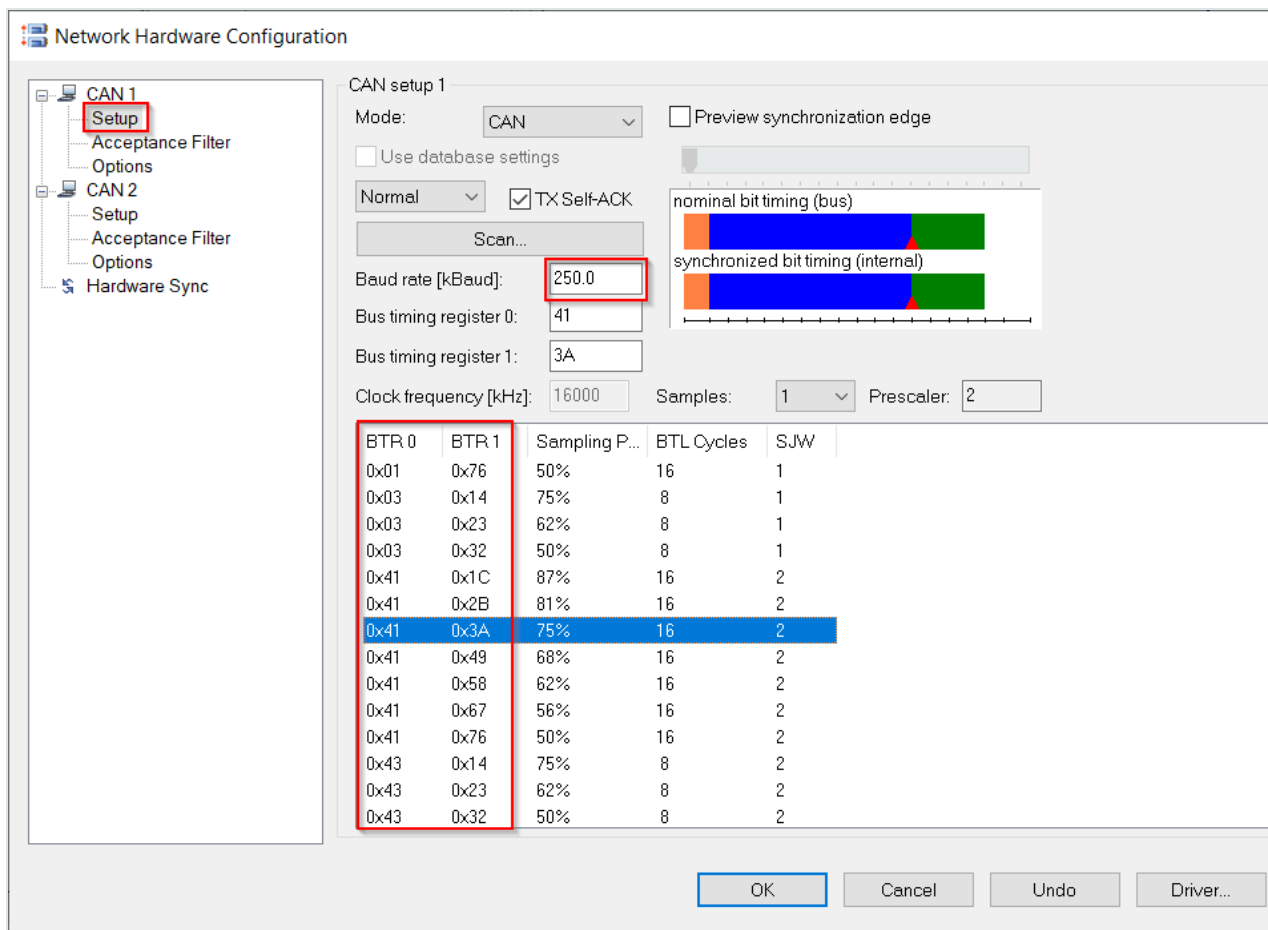 Network Hardware Configuration
CAN 1
Setup
Acceptance Filter
Options
CAN 2
Setup
Acceptance Filter
Options
Hardware Sync
CAN setup 1
Mode: CAN Preview synchronization edge
Use database settings
Normal TX Self-ACK
nominal bit timing (bus)
Scan...
synchronized bit timing (internal)
Baud rate [kBaud]: 250.0
Bus timing register 0: 41
Bus timing register 1: 3A
Clock frequency [kHz]: 16000 Samples: 1 Prescaler: 2
BTR 0 BTR 1 Sampling P... BTL Cycles SJW
0x01 0x76 50% 16 1
0x03 0x14 75% 8 1
0x03 0x23 62% 8 1
0x03 0x32 50% 8 1
0x41 0x1C 87% 16 2
0x41 0x2B 81% 16 2
0x41 0x3A 75% 16 2
0x41 0x49 68% 16 2
0x41 0x58 62% 16 2
0x41 0x67 56% 16 2
0x41 0x76 50% 16 2
0x43 0x14 75% 8 2
0x43 0x23 62% 8 2
0x43 0x32 50% 8 2
OK Cancel Undo Driver...